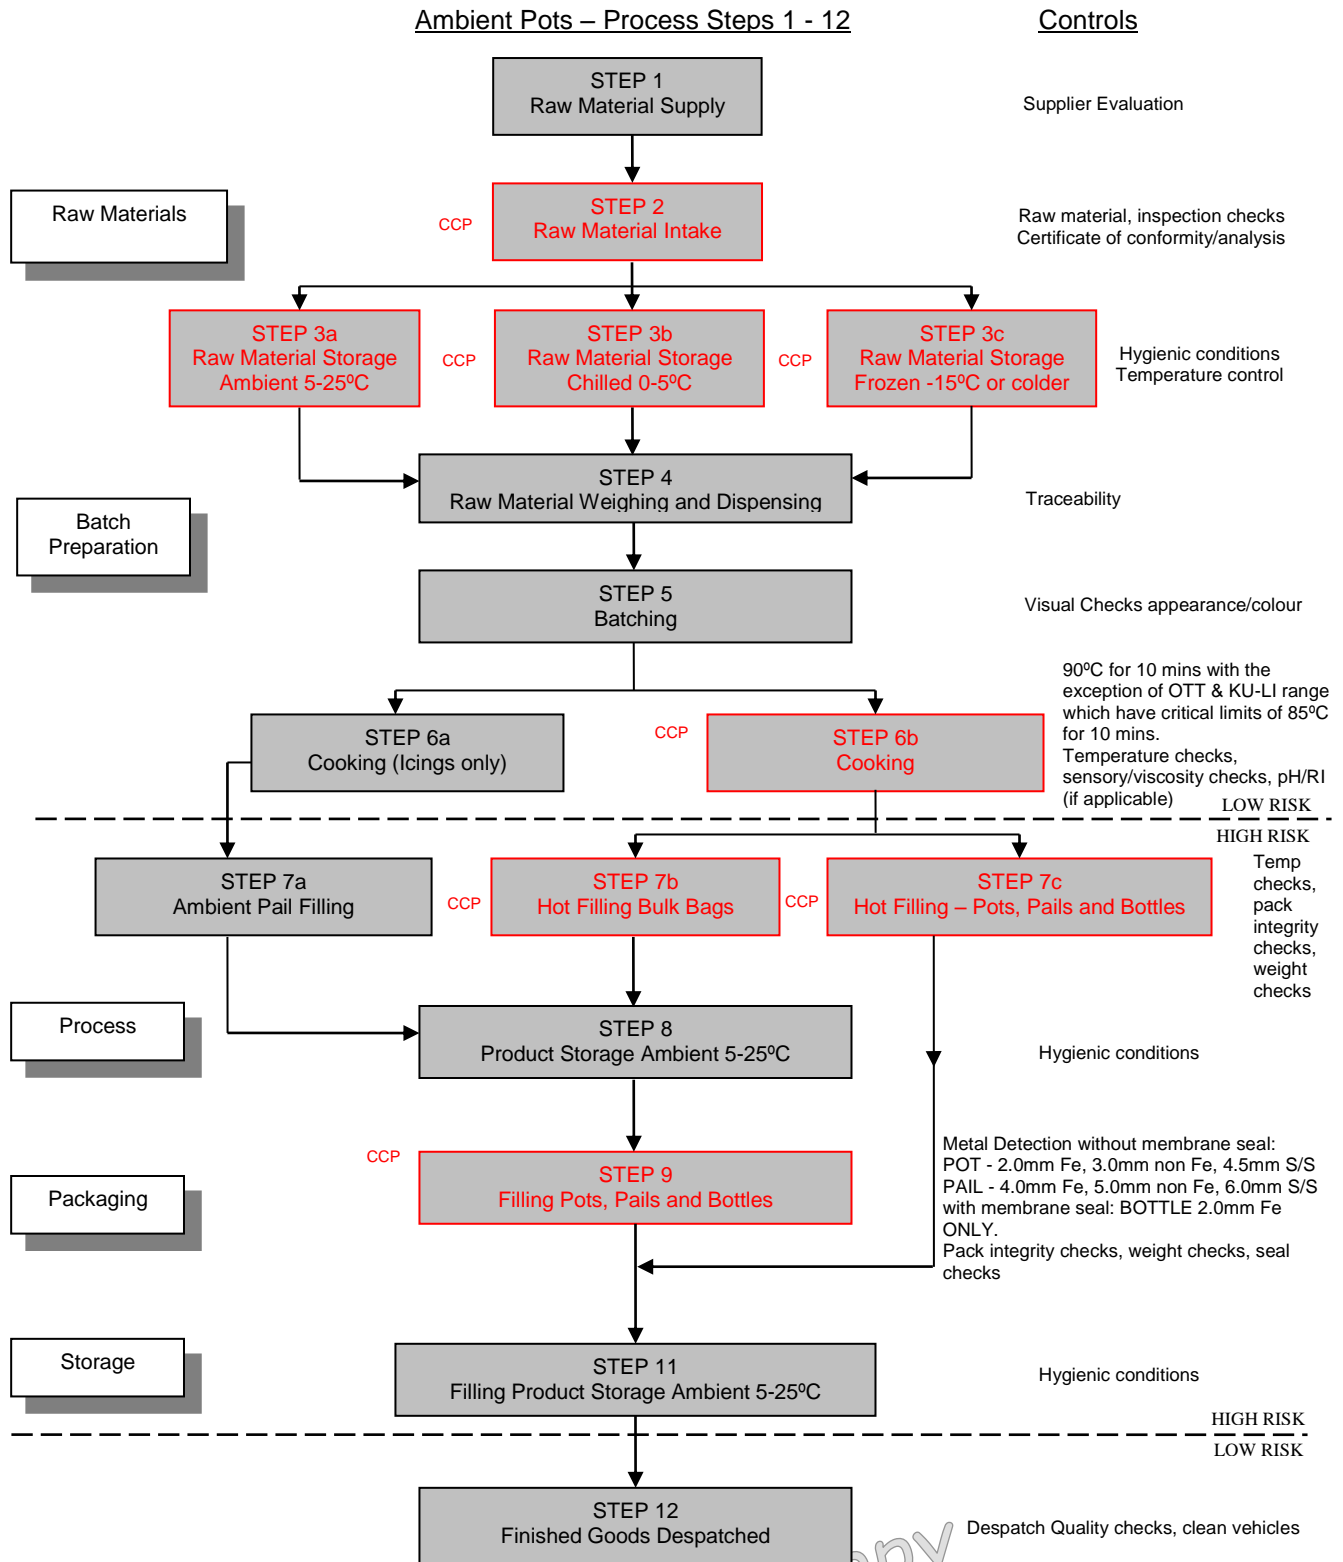 Ambient Pots – Process Steps 1 - 12
Controls
STEP 1
Raw Material Supply
Supplier Evaluation
Raw Materials
CCP
STEP 2
Raw Material Intake
Raw material, inspection checks
Certificate of conformity/analysis
STEP 3a
Raw Material Storage
Ambient 5-25ºC
CCP
STEP 3b
Raw Material Storage
Chilled 0-5ºC
CCP
STEP 3c
Raw Material Storage
Frozen -15ºC or colder
Hygienic conditions
Temperature control
STEP 4
Raw Material Weighing and Dispensing
Traceability
Batch
Preparation
STEP 5
Batching
Visual Checks appearance/colour
STEP 6a
Cooking (Icings only)
CCP
STEP 6b
Cooking
90ºC for 10 mins with the
exception of OTT & KU-LI range
which have critical limits of 85ºC
for 10 mins.
Temperature checks,
sensory/viscosity checks, pH/RI
(if applicable)
LOW RISK
HIGH RISK
STEP 7a
Ambient Pail Filling
CCP
STEP 7b
Hot Filling Bulk Bags
CCP
STEP 7c
Hot Filling – Pots, Pails and Bottles
Temp
checks,
pack
integrity
checks,
weight
checks
Process
STEP 8
Product Storage Ambient 5-25ºC
Hygienic conditions
Packaging
CCP
STEP 9
Filling Pots, Pails and Bottles
Metal Detection without membrane seal:
POT - 2.0mm Fe, 3.0mm non Fe, 4.5mm S/S
PAIL - 4.0mm Fe, 5.0mm non Fe, 6.0mm S/S
with membrane seal: BOTTLE 2.0mm Fe
ONLY.
Pack integrity checks, weight checks, seal
checks
Storage
STEP 11
Filling Product Storage Ambient 5-25ºC
Hygienic conditions
HIGH RISK
LOW RISK
STEP 12
Finished Goods Despatched
Despatch Quality checks, clean vehicles